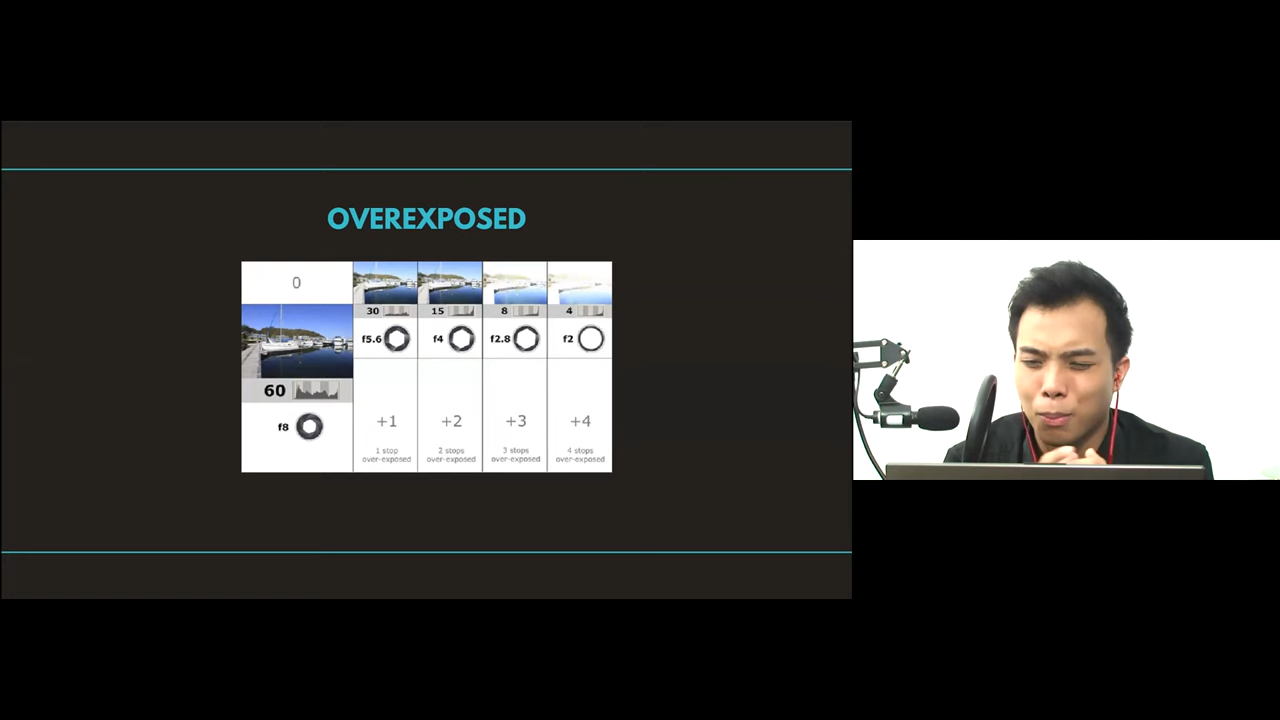 OVEREXPOSED
0
30 15 8 4
f5.6 f4 f2.8 f2
60
f8
+1 +2 +3 +4
1 stop over-exposed
2 stops over-exposed
3 stops over-exposed
4 stops over-exposed